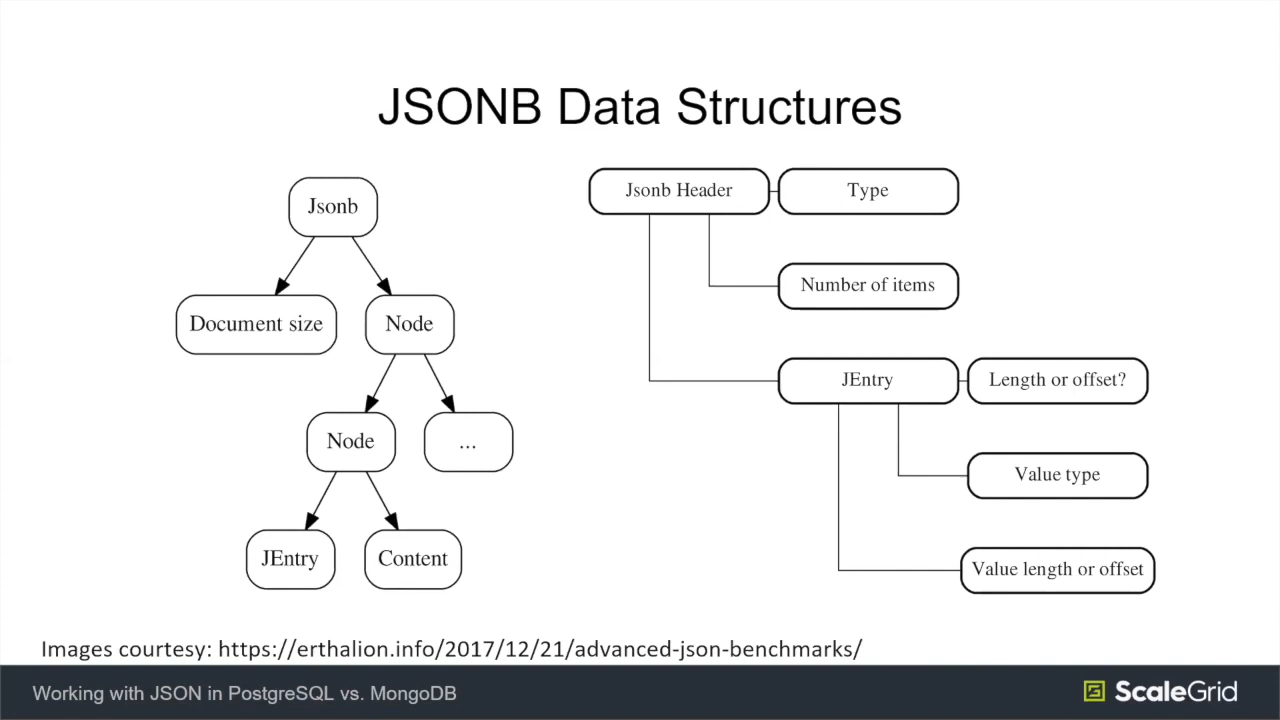 JSONB Data Structures
Jsonb
Document size
Node
Node
...
JEntry
Content
Jsonb Header
Type
Number of items
JEntry
Length or offset?
Value type
Value length or offset
Images courtesy: https://erthalion.info/2017/12/21/advanced-json-benchmarks/
Working with JSON in PostgreSQL vs. MongoDB
ScaleGrid